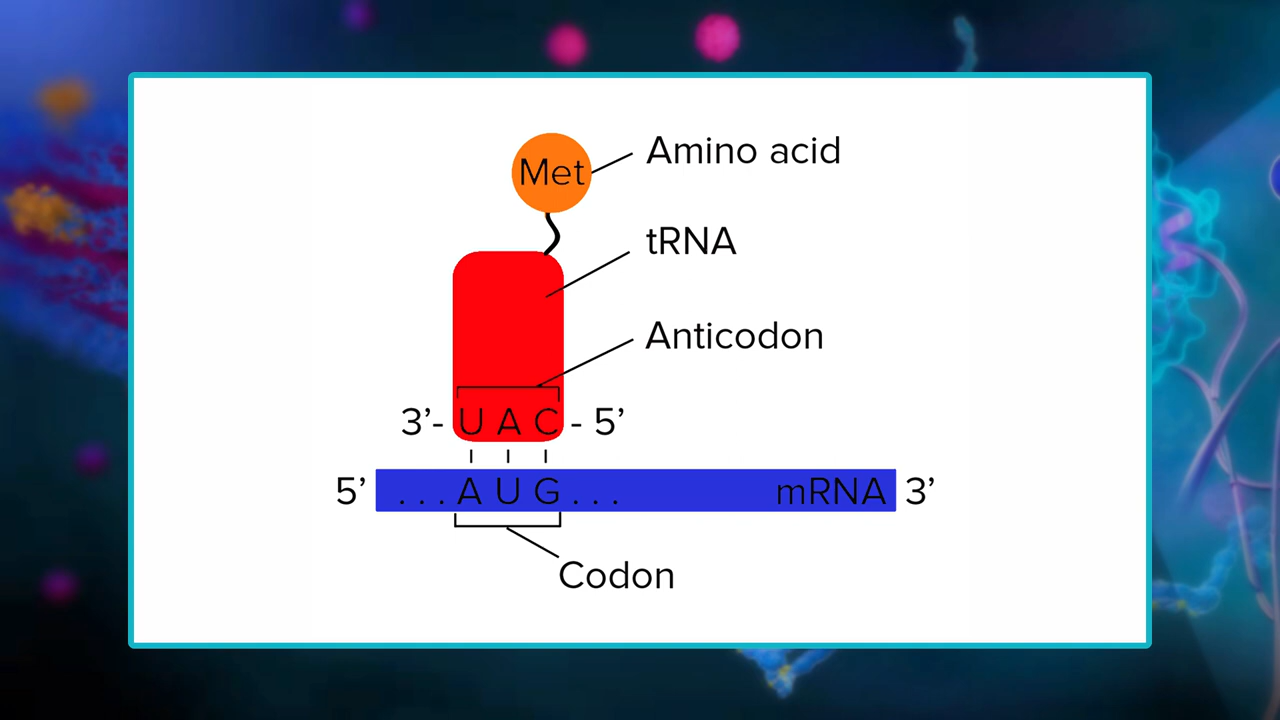 Met
Amino acid
tRNA
Anticodon
3’- U A C - 5’
5’ ...A U G... mRNA 3’
Codon